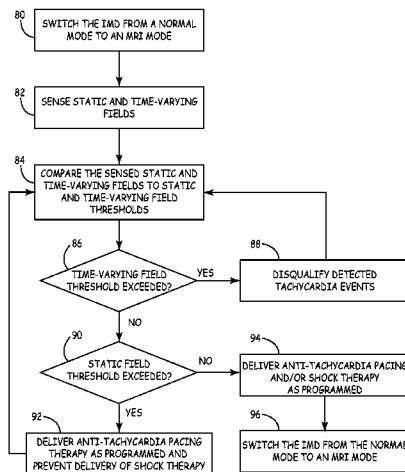 80
SWITCH THE IMD FROM A NORMAL
MODE TO AN MRI MODE
82
SENSE STATIC AND TIME-VARYING
FIELDS
84
COMPARE THE SENSED STATIC AND
TIME-VARYING FIELDS TO STATIC
AND TIME-VARYING FIELD
THRESHOLDS
86
TIME-VARYING FIELD
THRESHOLD EXCEEDED?
YES
88
DISQUALIFY DETECTED
TACHYCARDIA EVENTS
NO
90
STATIC FIELD
THRESHOLD EXCEEDED?
NO
94
DELIVER ANTI-TACHYCARDIA PACING
AND/OR SHOCK THERAPY
AS PROGRAMMED
YES
92
DELIVER ANTI-TACHYCARDIA PACING
THERAPY AS PROGRAMMED AND
PREVENT DELIVERY OF SHOCK THERAPY
96
SWITCH THE IMD FROM THE NORMAL
MODE TO AN MRI MODE